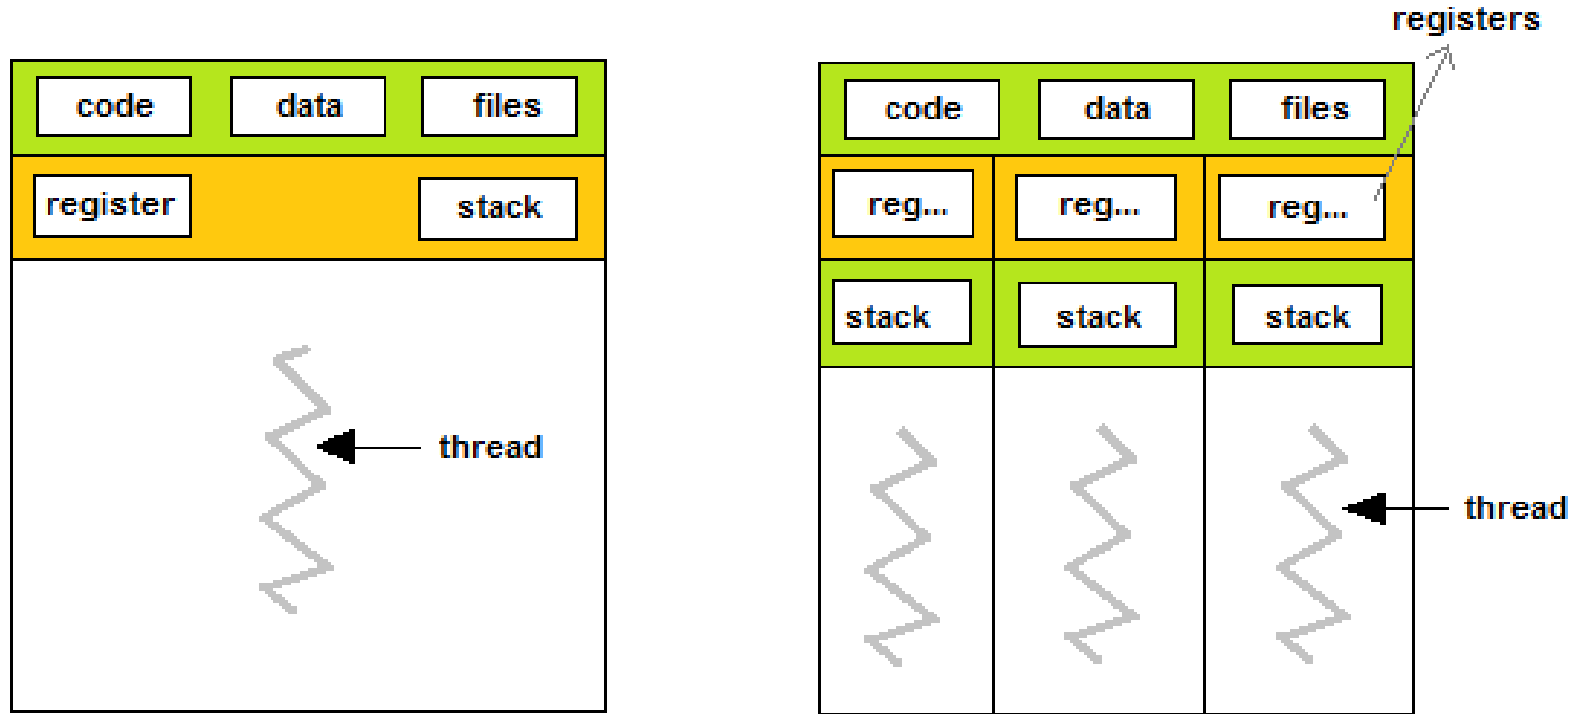 registers
code data files
register stack
thread
code data files
reg... reg... reg...
stack stack stack
thread